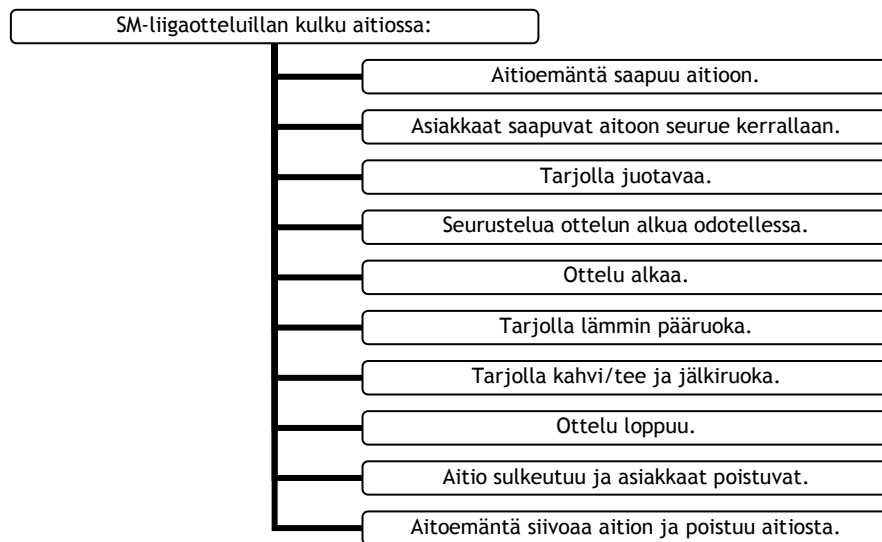 SM-liigaotteluillan kulku aitiossa:
Aitioemäntä saapuu aitioon.
Asiakkaat saapuvat aitoon seurue kerrallaan.
Tarjolla juotavaa.
Seurustelua ottelun alkua odotellessa.
Ottelu alkaa.
Tarjolla lämmin pääruoka.
Tarjolla kahvi/tee ja jälkiruoka.
Ottelu loppuu.
Aitio sulkeutuu ja asiakkaat poistuvat.
Aitoemäntä siivoaa aition ja poistuu aitiosta.